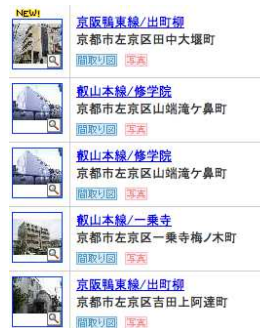 NEW!
京阪鴨東線/出町柳
京都市左京区田中大堰町
間取り図 写真
叡山本線/修学院
京都市左京区山端滝ケ鼻町
間取り図 写真
叡山本線/修学院
京都市左京区山端滝ケ鼻町
間取り図 写真
叡山本線/一乗寺
京都市左京区一乗寺梅ノ木町
間取り図 写真
京阪鴨東線/出町柳
京都市左京区吉田上阿達町
間取り図 写真